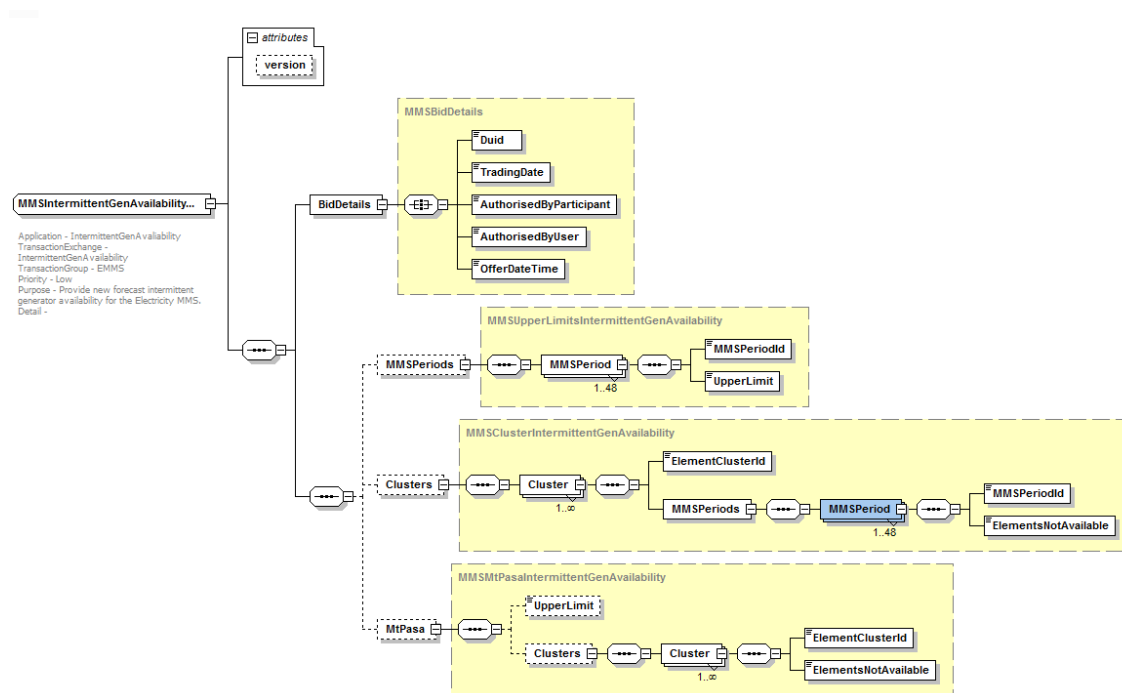 attributes
version
MMSBidDetails
Duid
TradingDate
MMSIntermittentGenAvailability...
BidDetails
AuthorisedByParticipant
AuthorisedByUser
OfferDateTime
Application - IntermittentGenAvaliability
TransactionExchange -
IntermittentGenAvailability
TransactionGroup - EMMS
Priority - Low
Purpose - Provide new forecast intermittent
generator availability for the Electricity MMS.
Detail -
MMSUpperLimitsIntermittentGenAvailability
MMSPeriods
MMSPeriod
1..48
MMSPeriodId
UpperLimit
MMSClusterIntermittentGenAvailability
Clusters
Cluster
1..∞
ElementClusterId
MMSPeriods
MMSPeriod
1..48
MMSPeriodId
ElementsNotAvailable
MMSMtPasaIntermittentGenAvailability
MtPasa
UpperLimit
Clusters
Cluster
1..∞
ElementClusterId
ElementsNotAvailable